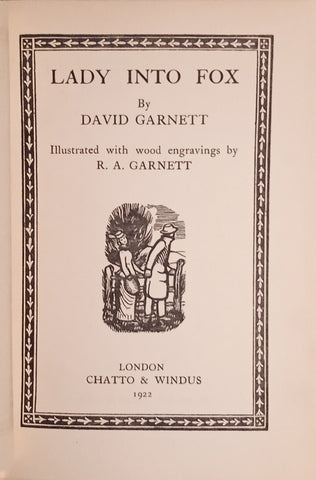 LADY INTO FOX
By
DAVID GARNETT
Illustrated with wood engravings by
R. A. GARNETT
LONDON
CHATTO & WINDUS
1922